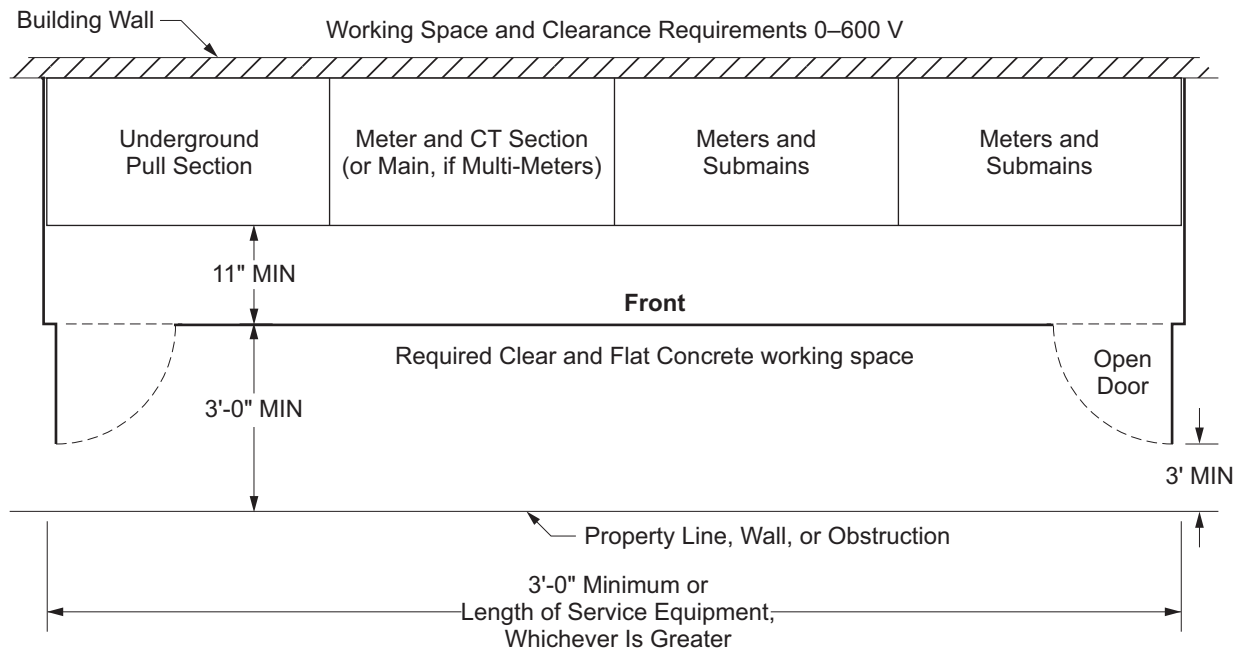 Building Wall
Working Space and Clearance Requirements 0–600 V
Underground
Pull Section
Meter and CT Section
(or Main, if Multi-Meters)
Meters and
Submains
Meters and
Submains
11" MIN
Front
Required Clear and Flat Concrete working space
Open
Door
3'-0" MIN
3' MIN
Property Line, Wall, or Obstruction
3'-0" Minimum or
Length of Service Equipment,
Whichever Is Greater